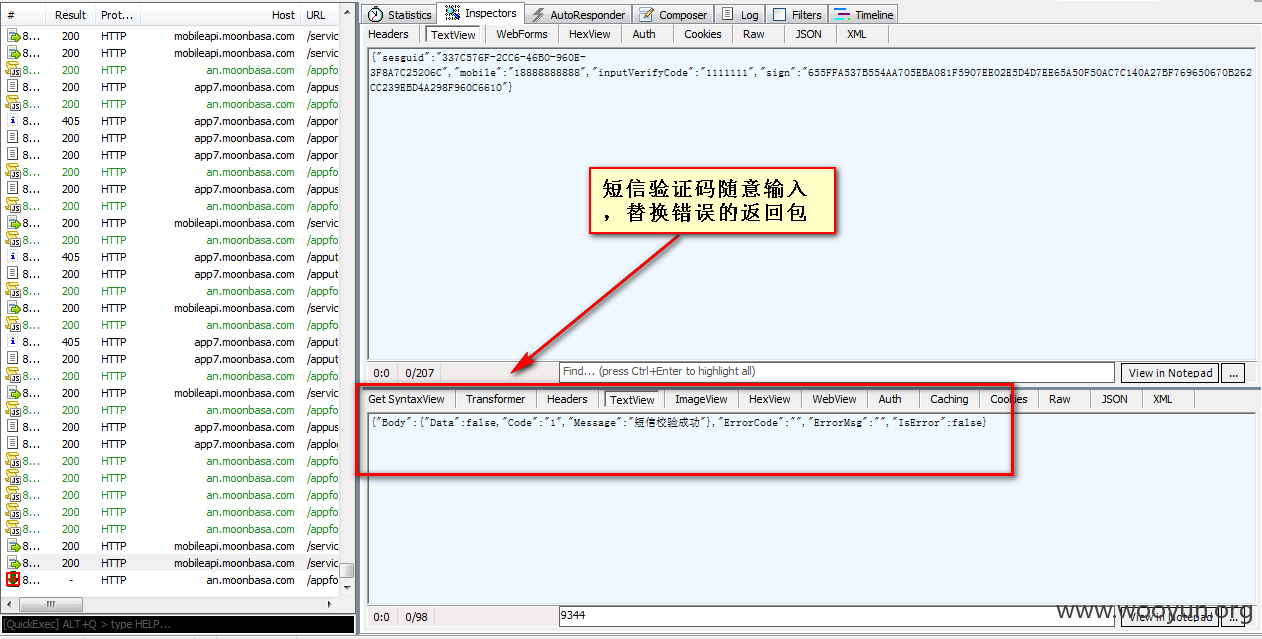 # Result Prot... Host URL
8... 200 HTTP mobileapi.moonbasa.com /servic
8... 200 HTTP mobileapi.moonbasa.com /servic
8... 200 HTTP an.moonbasa.com /appfo
8... 200 HTTP app7.moonbasa.com /appus
8... 200 HTTP an.moonbasa.com /appfo
8... 405 HTTP app7.moonbasa.com /appor
8... 200 HTTP app7.moonbasa.com /appor
8... 200 HTTP app7.moonbasa.com /appor
8... 200 HTTP an.moonbasa.com /appfo
8... 200 HTTP app7.moonbasa.com /appus
8... 200 HTTP an.moonbasa.com /appfo
8... 200 HTTP mobileapi.moonbasa.com /servic
8... 200 HTTP an.moonbasa.com /appfo
8... 405 HTTP app7.moonbasa.com /apput
8... 200 HTTP app7.moonbasa.com /apput
8... 200 HTTP an.moonbasa.com /appfo
8... 200 HTTP mobileapi.moonbasa.com /servic
8... 200 HTTP an.moonbasa.com /appfo
8... 405 HTTP app7.moonbasa.com /apput
8... 200 HTTP app7.moonbasa.com /apput
8... 200 HTTP an.moonbasa.com /appfo
8... 200 HTTP mobileapi.moonbasa.com /servic
8... 200 HTTP an.moonbasa.com /appfo
8... 200 HTTP app7.moonbasa.com /appus
8... 200 HTTP app7.moonbasa.com /applog
8... 200 HTTP an.moonbasa.com /appfo
8... 200 HTTP an.moonbasa.com /appfo
8... 200 HTTP an.moonbasa.com /appfo
8... 200 HTTP an.moonbasa.com /appfo
8... 200 HTTP an.moonbasa.com /appfo
8... 200 HTTP mobileapi.moonbasa.com /servic
8... 200 HTTP mobileapi.moonbasa.com /servic
8... - HTTP an.moonbasa.com /appfo
[QuickExec] ALT+Q > type HELP...
Statistics Inspectors AutoResponder Composer Log Filters Timeline
Headers TextView WebForms HexView Auth Cookies Raw JSON XML
{"sesguid":"337C576F-2CC6-46B0-960E-
3F8A7C25206C","mobile":"18888888888","inputVerifyCode":"1111111","sign":"655FFA537B554AA705EBA081F5907EE02E5D4D7EE65A50F50AC7C140A27BF769650670B262
CC239EBD4A298F960C6610"}
短信验证码随意输入
，替换错误的返回包
0:0 0/207 Find... (press Ctrl+Enter to highlight all) View in Notepad ...
Get SyntaxView Transformer Headers TextView ImageView HexView WebView Auth Caching Cookies Raw JSON XML
{"Body":{"Data":false,"Code":"1","Message":"短信校验成功"},"ErrorCode":"","ErrorMsg":"","IsError":false}
0:0 0/98 9344 View in Notepad ...
www.wooyun.org